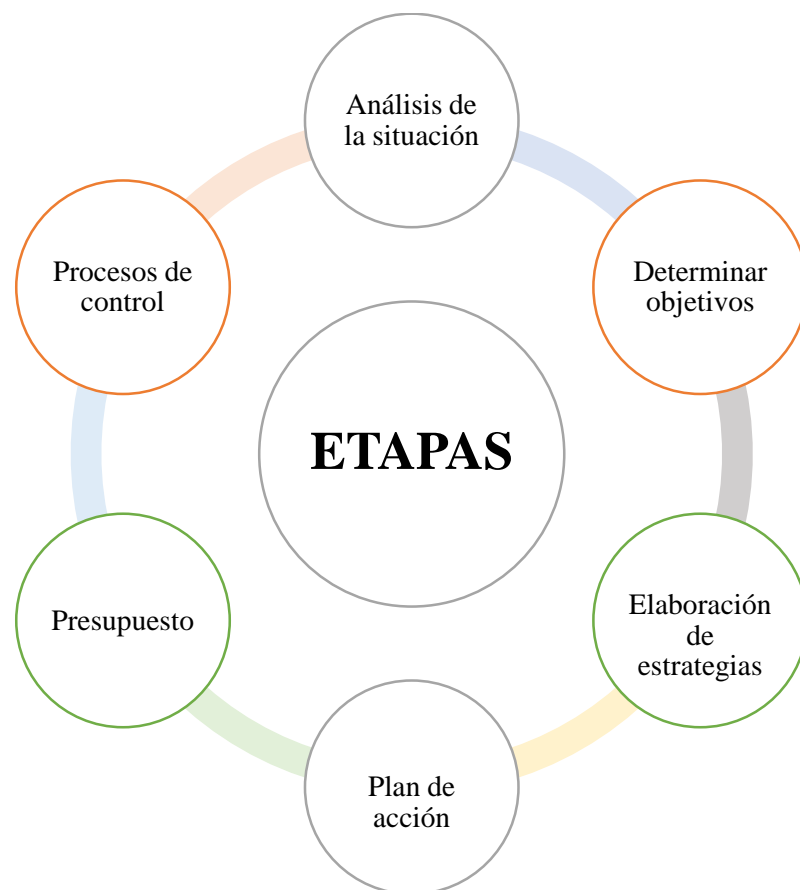 Análisis de
la situación
Determinar
objetivos
Elaboración
de
estrategias
Plan de
acción
Presupuesto
Procesos de
control
ETAPAS